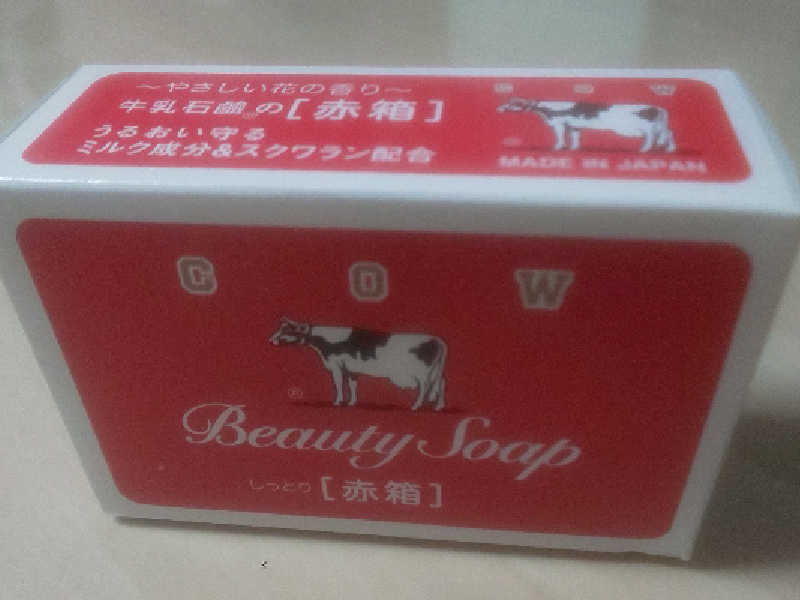 ～やさしい花の香り～
牛乳石鹸®の[赤箱]
うるおい守る
ミルク成分&スクワラン配合
C O W
MADE IN JAPAN
C O W
®
Beauty Soap
しっとり[赤箱]